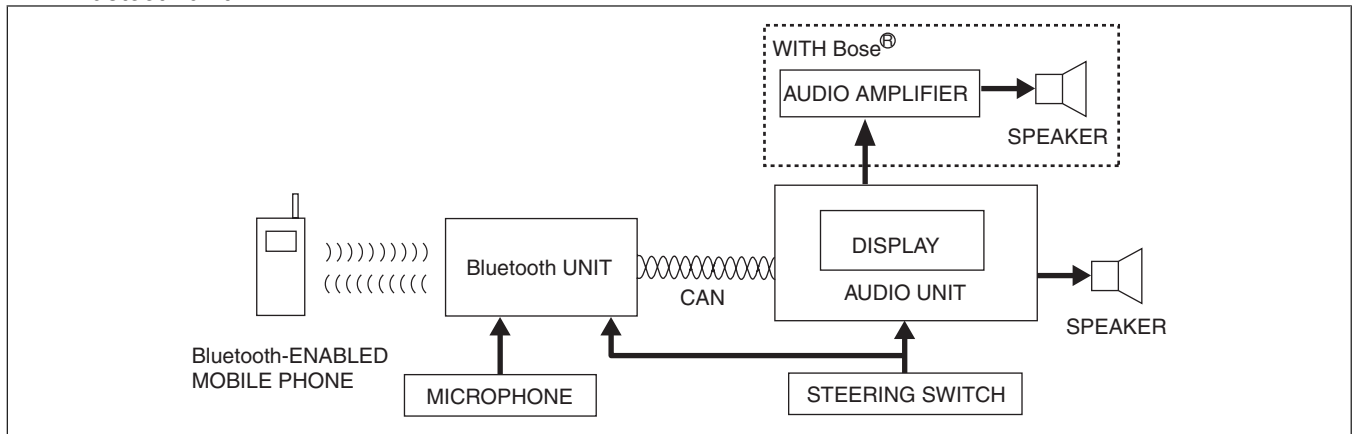 WITH Bose®
AUDIO AMPLIFIER
SPEAKER
DISPLAY
AUDIO UNIT
SPEAKER
Bluetooth UNIT
CAN
Bluetooth-ENABLED
MOBILE PHONE
MICROPHONE
STEERING SWITCH